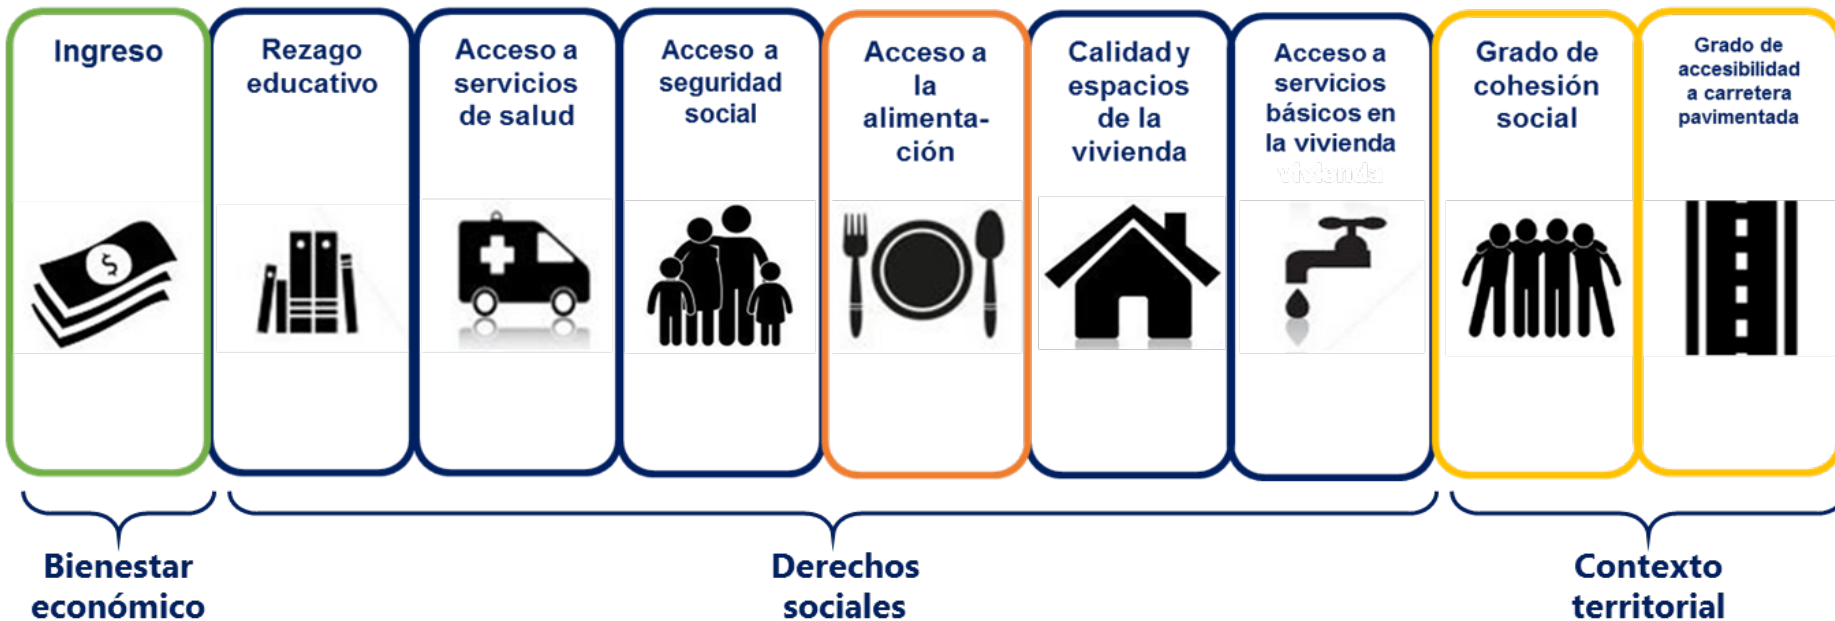 Ingreso
Rezago
educativo
Acceso a
servicios
de salud
Acceso a
seguridad
social
Acceso a
la
alimenta-
ción
Calidad y
espacios
de la
vivienda
Acceso a
servicios
básicos en
la vivienda
vivienda
Grado de
cohesión
social
Grado de
accesibilidad
a carretera
pavimentada
$
Bienestar
económico
Derechos
sociales
Contexto
territorial